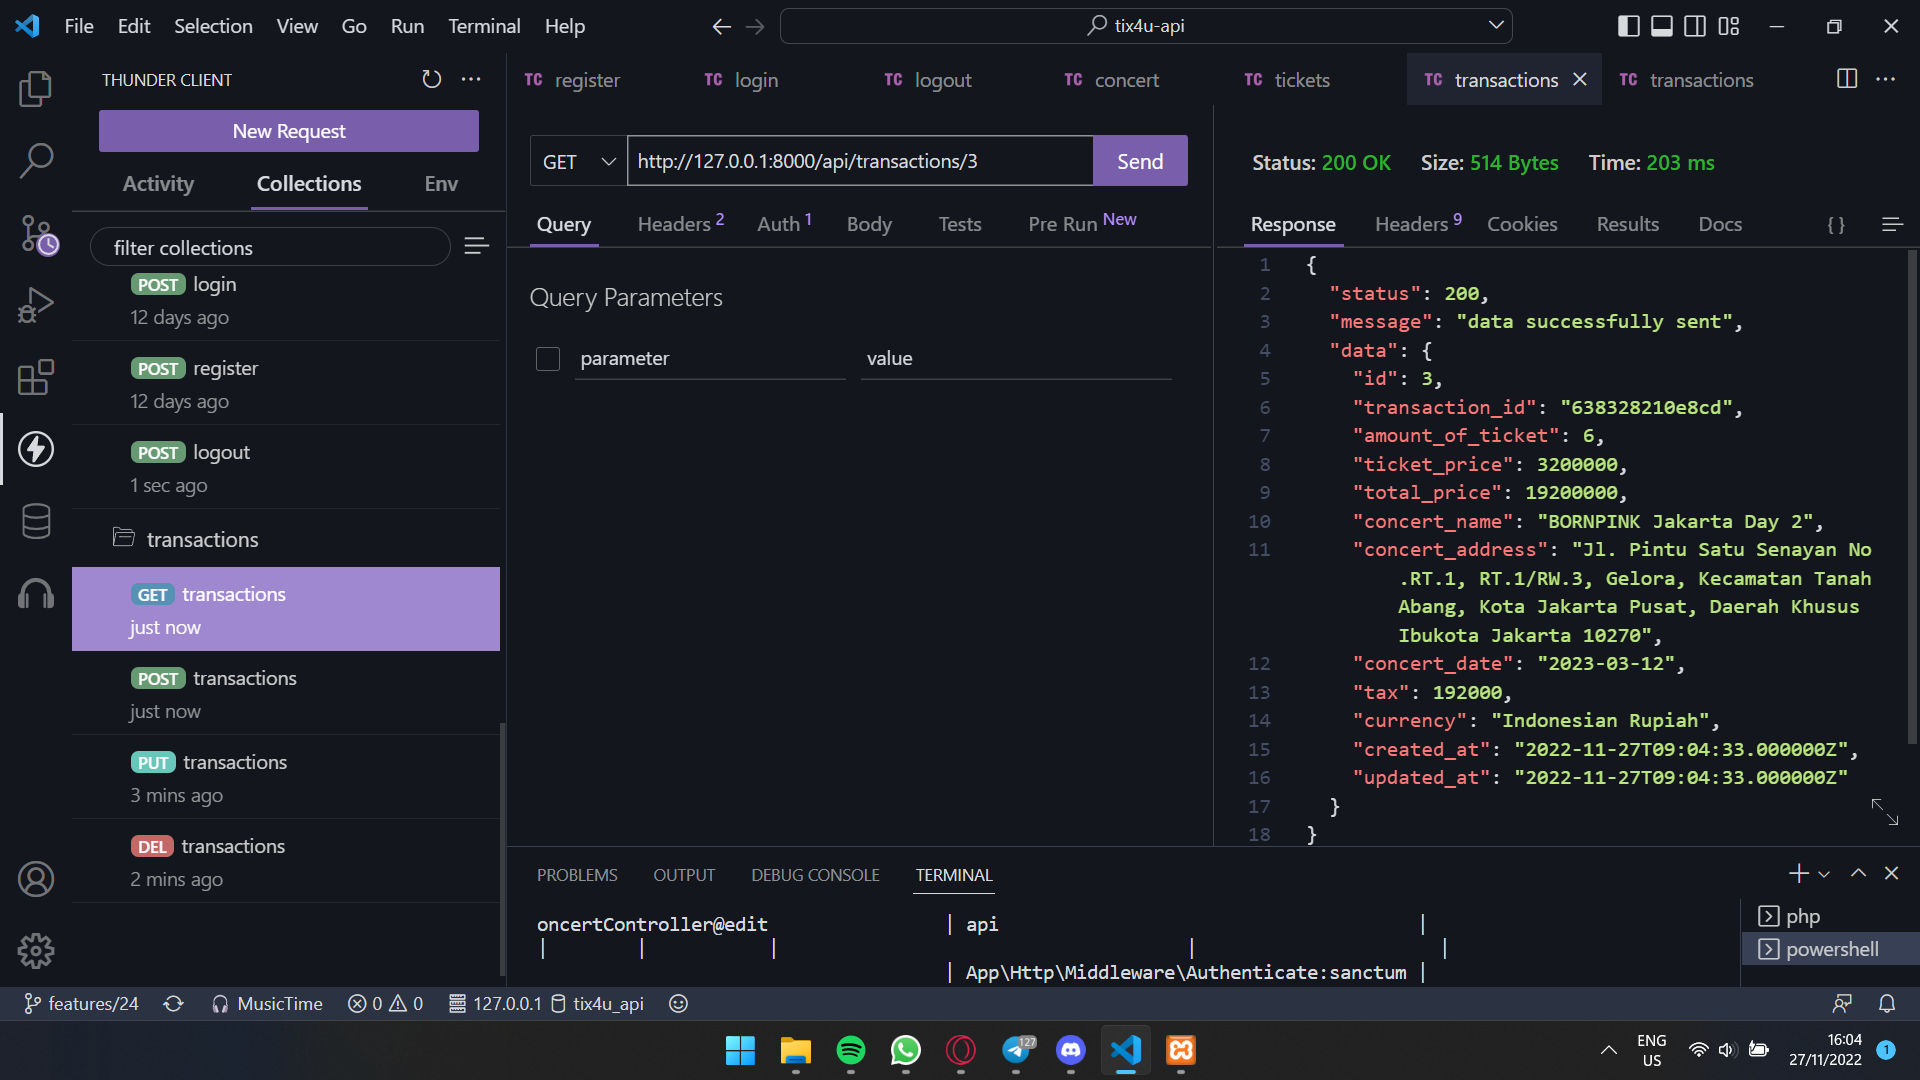 File Edit Selection View Go Run Terminal Help
tix4u-api
THUNDER CLIENT
New Request
Activity Collections Env
filter collections
POST login
12 days ago
POST register
12 days ago
POST logout
1 sec ago
transactions
GET transactions
just now
POST transactions
just now
PUT transactions
3 mins ago
DEL transactions
2 mins ago
TC register TC login TC logout TC concert TC tickets TC transactions TC transactions
GET http://127.0.0.1:8000/api/transactions/3 Send
Query Headers 2 Auth 1 Body Tests Pre Run New
Query Parameters
parameter value
Status: 200 OK Size: 514 Bytes Time: 203 ms
Response Headers 9 Cookies Results Docs { }
1 {
2 "status": 200,
3 "message": "data successfully sent",
4 "data": {
5 "id": 3,
6 "transaction_id": "638328210e8cd",
7 "amount_of_ticket": 6,
8 "ticket_price": 3200000,
9 "total_price": 19200000,
10 "concert_name": "BORNPINK Jakarta Day 2",
11 "concert_address": "Jl. Pintu Satu Senayan No
.RT.1, RT.1/RW.3, Gelora, Kecamatan Tanah
Abang, Kota Jakarta Pusat, Daerah Khusus
Ibukota Jakarta 10270",
12 "concert_date": "2023-03-12",
13 "tax": 192000,
14 "currency": "Indonesian Rupiah",
15 "created_at": "2022-11-27T09:04:33.000000Z",
16 "updated_at": "2022-11-27T09:04:33.000000Z"
17 }
18 }
PROBLEMS OUTPUT DEBUG CONSOLE TERMINAL
oncertController@edit | api |
| | | | |
| App\Http\Middleware\Authenticate:sanctum |
php
powershell
features/24 MusicTime 0 0 127.0.0.1 tix4u_api
127
ENG
US
16:04
27/11/2022
1